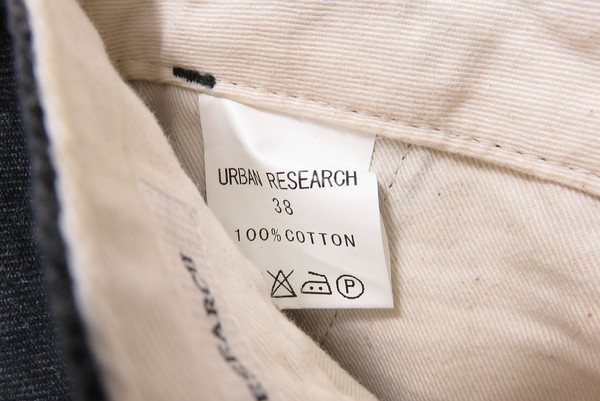 URBAN RESEARCH
38
100% COTTON
P